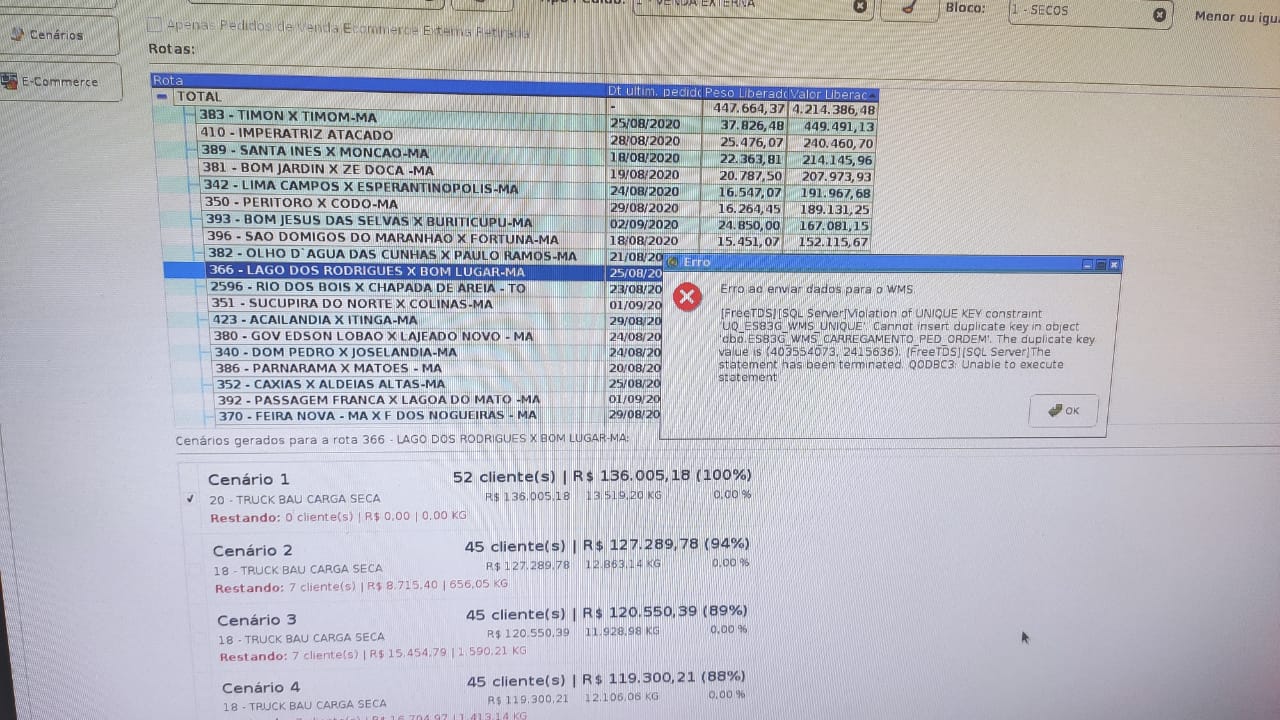 VENDA EXTERNA
Bloco:
1 - SECOS
Menor ou igu
Cenários
Apenas Pedidos de Venda Ecommerce Externa Retirada
Rotas:
E-Commerce
Rota Dt ultim. pedido Peso Liberado Valor Liberac
TOTAL - 447.664,37 4.214.386,48
383 - TIMON X TIMOM-MA 25/08/2020 37.826,48 449.491,13
410 - IMPERATRIZ ATACADO 28/08/2020 25.476,07 240.460,70
389 - SANTA INES X MONCAO-MA 18/08/2020 22.363,81 214.145,96
381 - BOM JARDIN X ZE DOCA -MA 19/08/2020 20.787,50 207.973,93
342 - LIMA CAMPOS X ESPERANTINOPOLIS-MA 24/08/2020 16.547,07 191.967,68
350 - PERITORO X CODO-MA 29/08/2020 16.264,45 189.131,25
393 - BOM JESUS DAS SELVAS X BURITICUPU-MA 02/09/2020 24.850,00 167.081,15
396 - SAO DOMIGOS DO MARANHAO X FORTUNA-MA 18/08/2020 15.451,07 152.115,67
382 - OLHO D`AGUA DAS CUNHAS X PAULO RAMOS-MA 21/08/20
366 - LAGO DOS RODRIGUES X BOM LUGAR-MA 25/08/20
2596 - RIO DOS BOIS X CHAPADA DE AREIA - TO 23/08/20
351 - SUCUPIRA DO NORTE X COLINAS-MA 01/09/20
423 - ACAILANDIA X ITINGA-MA 29/08/20
380 - GOV EDSON LOBAO X LAJEADO NOVO - MA 24/08/20
340 - DOM PEDRO X JOSELANDIA-MA 24/08/20
386 - PARNARAMA X MATOES - MA 20/08/20
352 - CAXIAS X ALDEIAS ALTAS-MA 25/08/20
392 - PASSAGEM FRANCA X LAGOA DO MATO -MA 01/09/20
370 - FEIRA NOVA - MA X F DOS NOGUEIRAS - MA 29/08/20
Erro
Erro ao enviar dados para o WMS.
[FreeTDS][SQL Server]Violation of UNIQUE KEY constraint
'UQ_ES83G_WMS_UNIQUE'. Cannot insert duplicate key in object
'dbo.ES83G_WMS_CARREGAMENTO_PED_ORDEM'. The duplicate key
value is (403554073, 2415636). [FreeTDS][SQL Server]The
statement has been terminated. QODBC3: Unable to execute
statement
OK
Cenários gerados para a rota 366 - LAGO DOS RODRIGUES X BOM LUGAR-MA:
Cenário 1 52 cliente(s) | R$ 136.005,18 (100%)
20 - TRUCK BAU CARGA SECA R$ 136.005,18 13.519,20 KG 0,00 %
Restando: 0 cliente(s) | R$ 0,00 | 0,00 KG
Cenário 2 45 cliente(s) | R$ 127.289,78 (94%)
18 - TRUCK BAU CARGA SECA R$ 127.289,78 12.863,14 KG 0,00 %
Restando: 7 cliente(s) | R$ 8.715,40 | 656,05 KG
Cenário 3 45 cliente(s) | R$ 120.550,39 (89%)
18 - TRUCK BAU CARGA SECA R$ 120.550,39 11.928,98 KG 0,00 %
Restando: 7 cliente(s) | R$ 15.454,79 | 1.590,21 KG
Cenário 4 45 cliente(s) | R$ 119.300,21 (88%)
18 - TRUCK BAU CARGA SECA R$ 119.300,21 12.106,06 KG 0,00 %